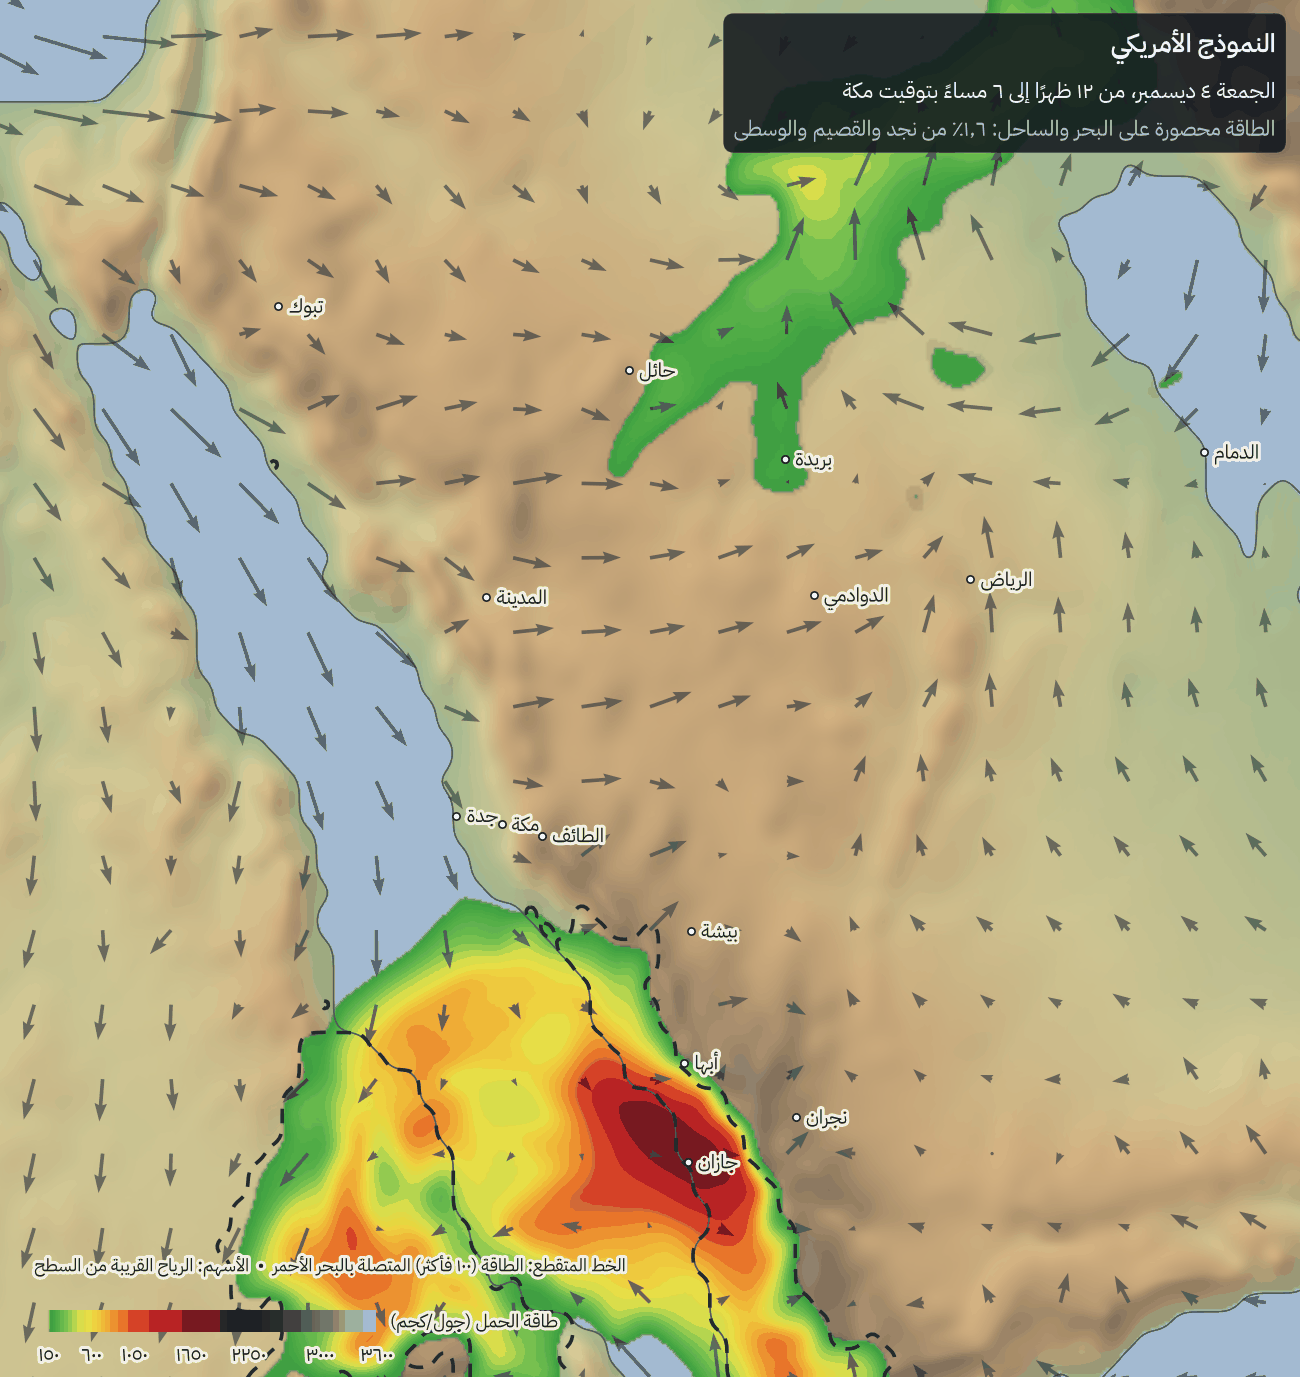 النموذج الأمريكي
الجمعة ٤ ديسمبر، من ١٢ ظهرًا إلى ٦ مساءً بتوقيت مكة
الطاقة محصورة على البحر والساحل: ١,٦٪ من نجد والقصيم والوسطى
تبوك
حائل
الدمام
بريدة
الرياض
الدوادمي
المدينة
جدة
مكة
الطائف
بيشة
أبها
نجران
جازان
الخط المتقطع: الطاقة (١٠٠ فأكثر) المتصلة بالبحر الأحمر • الأسهم: الرياح القريبة من السطح
طاقة الحمل (جول/كجم)
١٥٠ ٦٠٠ ١٠٥٠ ١٦٥٠ ٢٢٥٠ ٣٠٠٠ ٣٦٠٠